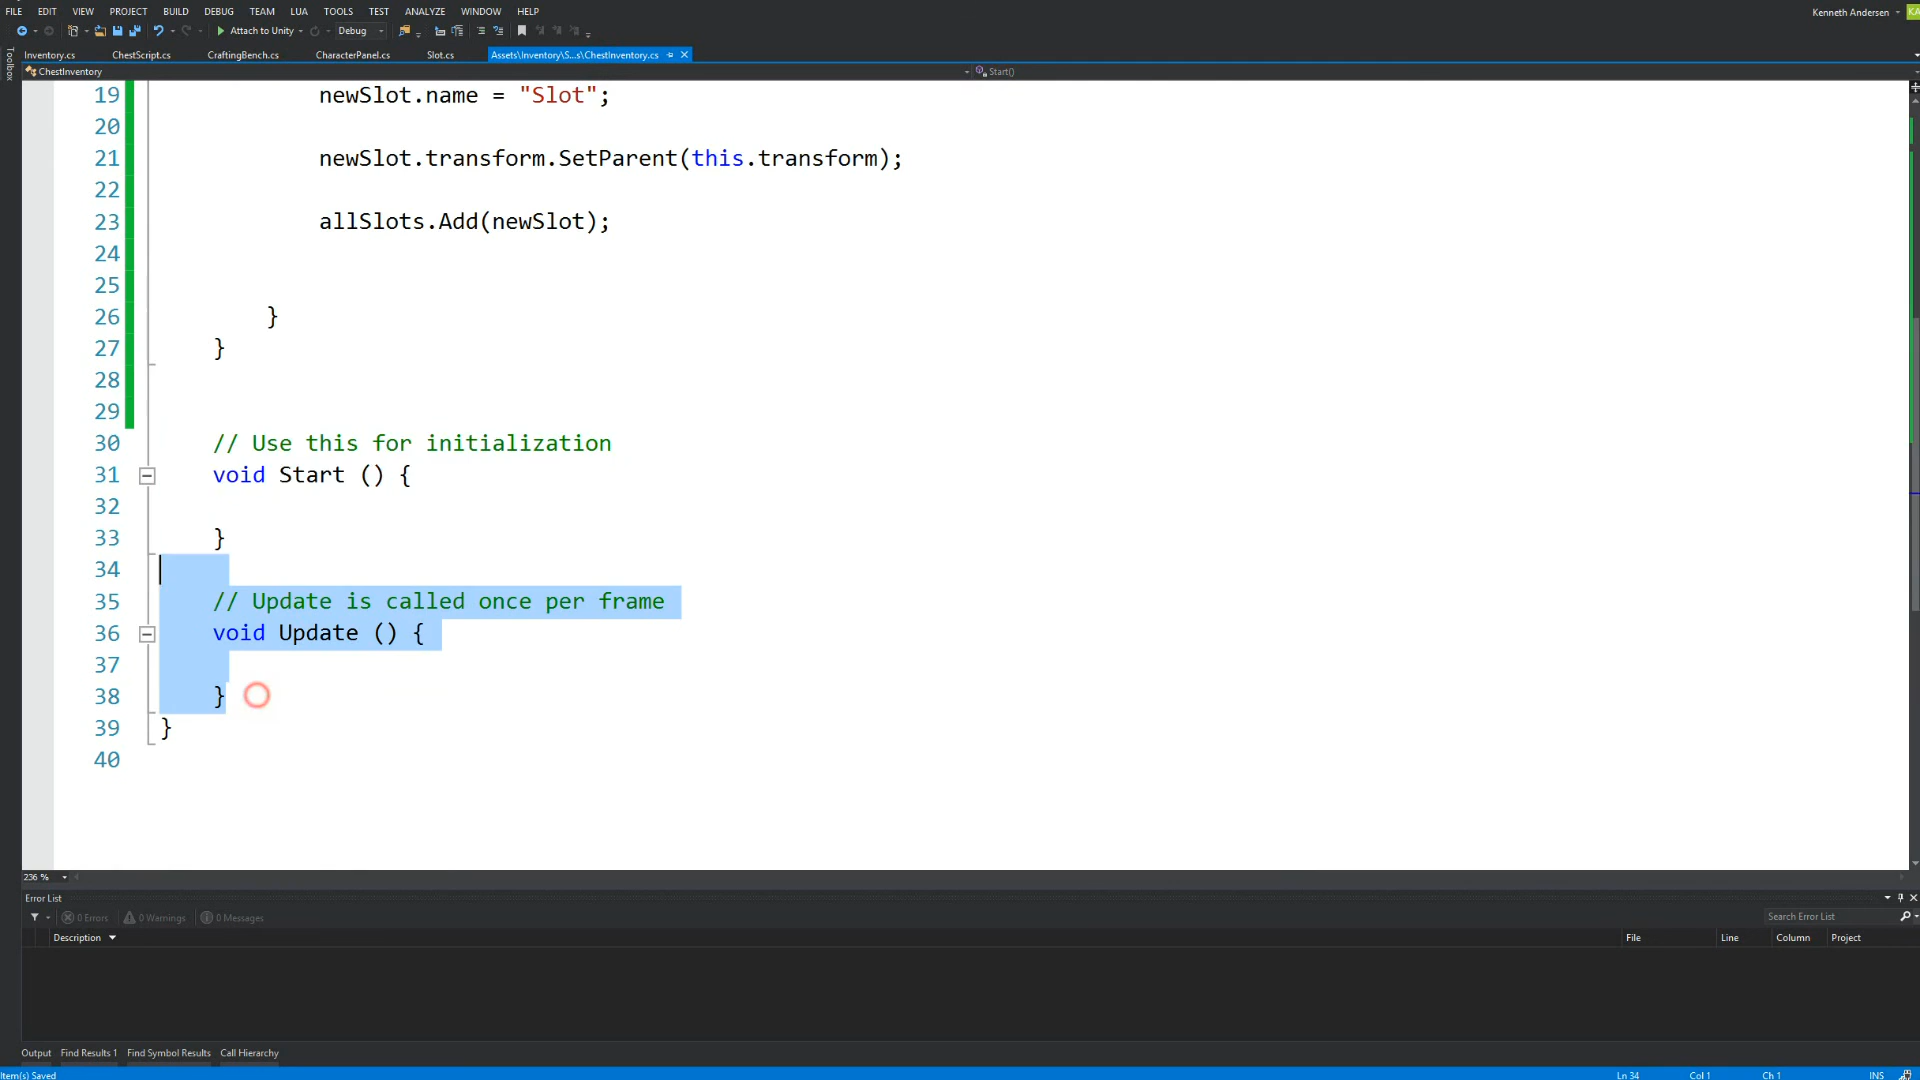 FILE EDIT VIEW PROJECT BUILD DEBUG TEAM LUA TOOLS TEST ANALYZE WINDOW HELP Kenneth Andersen KA
Attach to Unity Debug
Toolbox
Inventory.cs ChestScript.cs CraftingBench.cs CharacterPanel.cs Slot.cs Assets\Inventory\S...s\ChestInventory.cs
ChestInventory Start()
19 newSlot.name = "Slot";
20
21 newSlot.transform.SetParent(this.transform);
22
23 allSlots.Add(newSlot);
24
25
26 }
27 }
28
29
30 // Use this for initialization
31 void Start () {
32
33 }
34
35 // Update is called once per frame
36 void Update () {
37
38 }
39 }
40
236 %
Error List
0 Errors 0 Warnings 0 Messages Search Error List
Description File Line Column Project
Output Find Results 1 Find Symbol Results Call Hierarchy
Item(s) Saved Ln 34 Col 1 Ch 1 INS